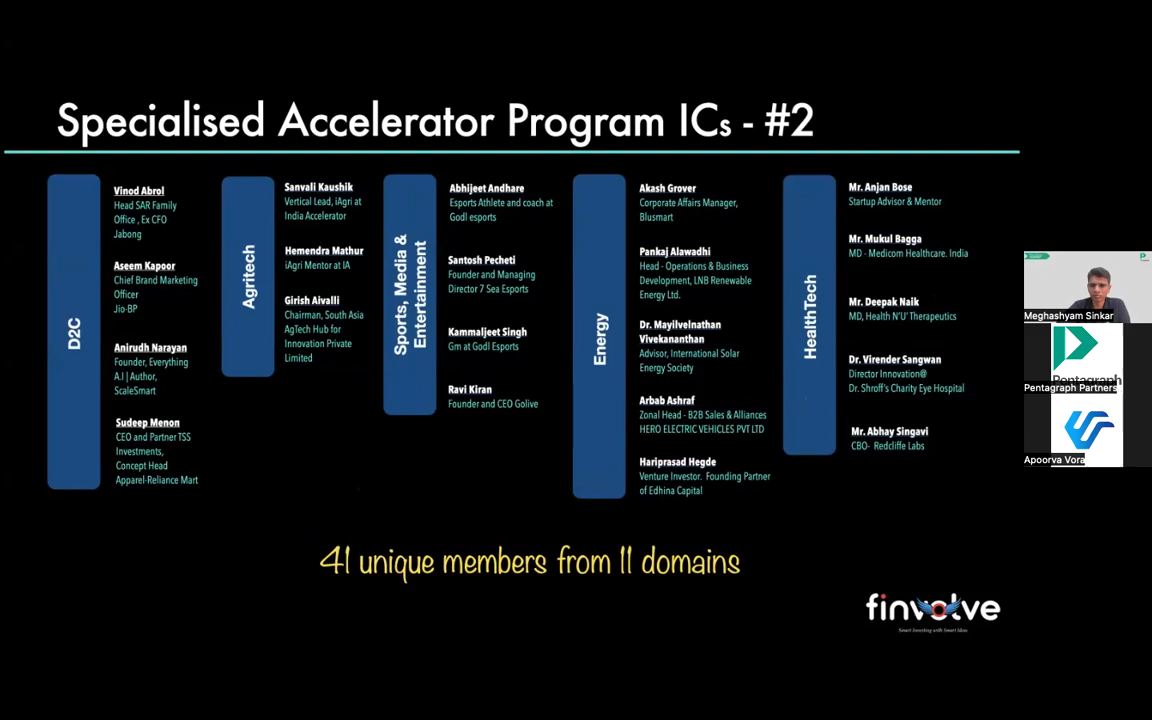 Specialised Accelerator Program ICs - #2
D2C
Vinod Abrol
Head SAR Family
Office , Ex CFO
Jabong
Aseem Kapoor
Chief Brand Marketing
Officer
Jio-BP
Anirudh Narayan
Founder, Everything
A.I | Author,
ScaleSmart
Sudeep Menon
CEO and Partner TSS
Investments,
Concept Head
Apparel-Reliance Mart
Agritech
Sanvali Kaushik
Vertical Lead, iAgri at
India Accelerator
Hemendra Mathur
iAgri Mentor at IA
Girish Aivalli
Chairman, South Asia
AgTech Hub for
Innovation Private
Limited
Sports, Media &
Entertainment
Abhijeet Andhare
Esports Athlete and coach at
Godl esports
Santosh Pecheti
Founder and Managing
Director 7 Sea Esports
Kammaljeet Singh
Gm at Godl Esports
Ravi Kiran
Founder and CEO Golive
Energy
Akash Grover
Corporate Affairs Manager,
Blusmart
Pankaj Alawadhi
Head - Operations & Business
Development, LNB Renewable
Energy Ltd.
Dr. Mayilvelnathan
Vivekananthan
Advisor, International Solar
Energy Society
Arbab Ashraf
Zonal Head - B2B Sales & Alliances
HERO ELECTRIC VEHICLES PVT LTD
Hariprasad Hegde
Venture Investor. Founding Partner
of Edhina Capital
HealthTech
Mr. Anjan Bose
Startup Advisor & Mentor
Mr. Mukul Bagga
MD - Medicom Healthcare. India
Mr. Deepak Naik
MD, Health N'U' Therapeutics
Dr. Virender Sangwan
Director Innovation@
Dr. Shroff's Charity Eye Hospital
Mr. Abhay Singavi
CBO- Redcliffe Labs
41 unique members from 11 domains
finvolve
Smart Investing with Smart Ideas
Meghashyam Sinkar
Pentagraph
Pentagraph Partners
Apoorva Vora